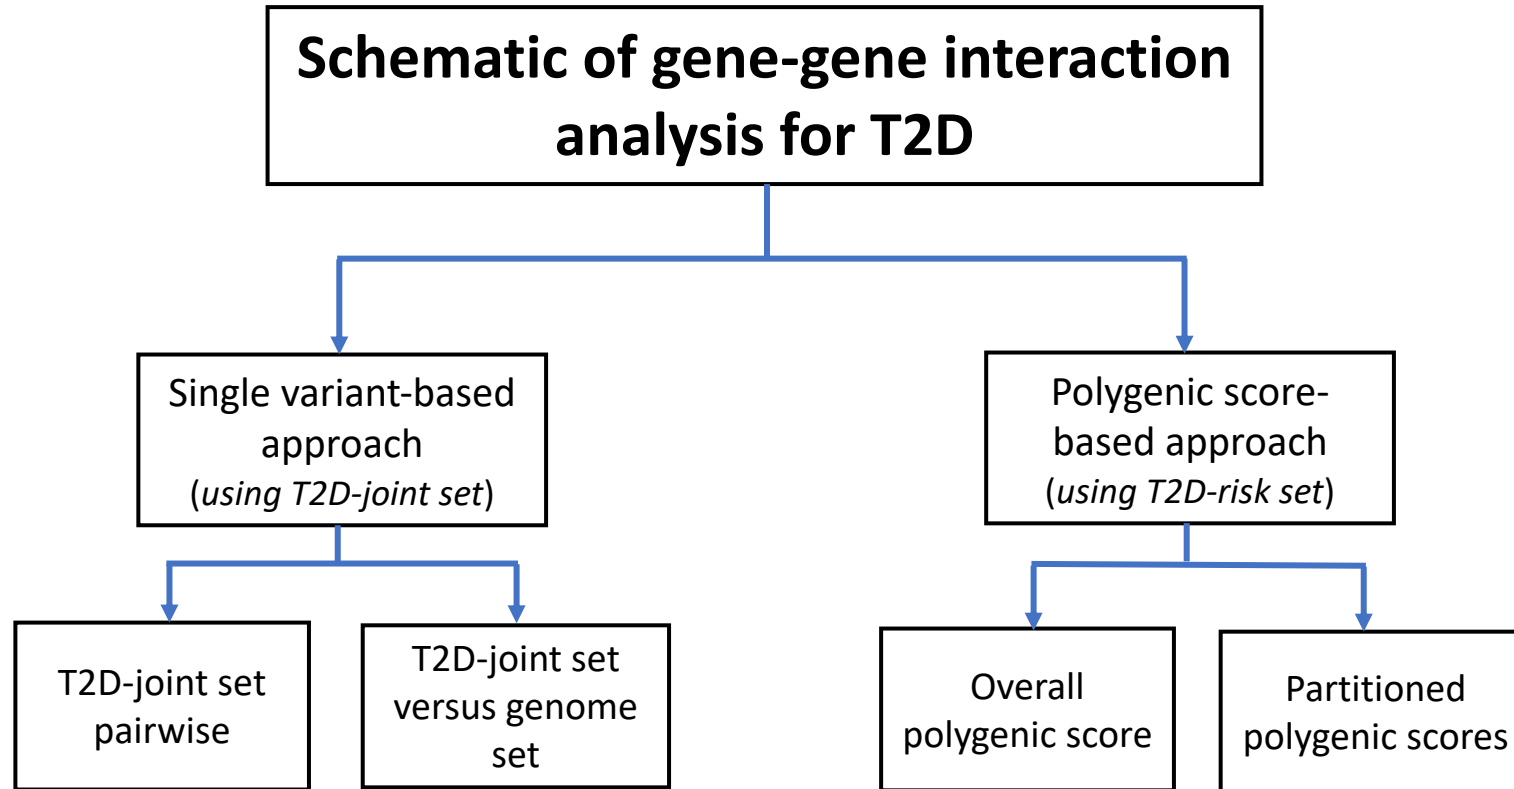 Schematic of gene-gene interaction
analysis for T2D
Single variant-based
approach
(using T2D-joint set)
Polygenic score-
based approach
(using T2D-risk set)
T2D-joint set
pairwise
T2D-joint set
versus genome
set
Overall
polygenic score
Partitioned
polygenic scores